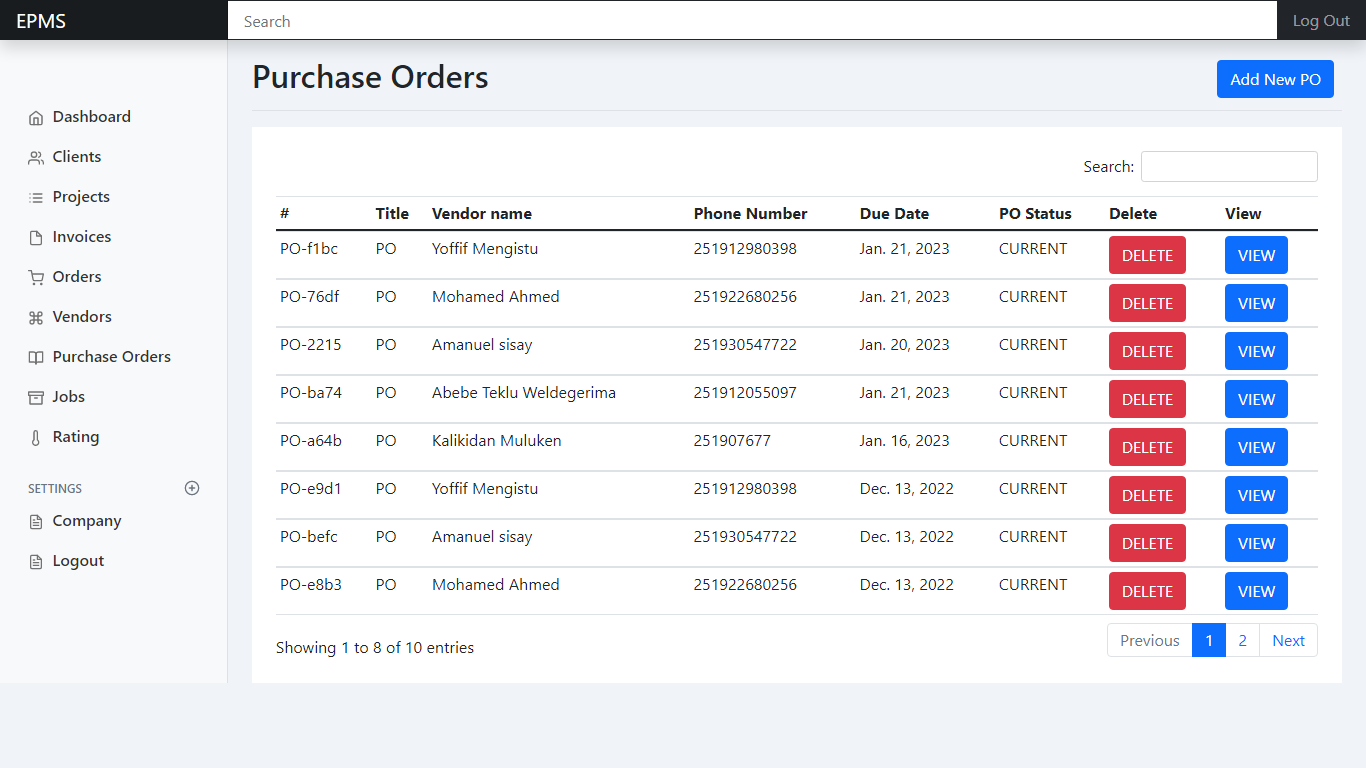 EPMS Search Log Out
Purchase Orders Add New PO
Dashboard
Clients
Projects
Invoices
Orders
Vendors
Purchase Orders
Jobs
Rating
SETTINGS
Company
Logout
Search:
# Title Vendor name Phone Number Due Date PO Status Delete View
PO-f1bc PO Yoffif Mengistu 251912980398 Jan. 21, 2023 CURRENT DELETE VIEW
PO-76df PO Mohamed Ahmed 251922680256 Jan. 21, 2023 CURRENT DELETE VIEW
PO-2215 PO Amanuel sisay 251930547722 Jan. 20, 2023 CURRENT DELETE VIEW
PO-ba74 PO Abebe Teklu Weldegerima 251912055097 Jan. 21, 2023 CURRENT DELETE VIEW
PO-a64b PO Kalikidan Muluken 251907677 Jan. 16, 2023 CURRENT DELETE VIEW
PO-e9d1 PO Yoffif Mengistu 251912980398 Dec. 13, 2022 CURRENT DELETE VIEW
PO-befc PO Amanuel sisay 251930547722 Dec. 13, 2022 CURRENT DELETE VIEW
PO-e8b3 PO Mohamed Ahmed 251922680256 Dec. 13, 2022 CURRENT DELETE VIEW
Showing 1 to 8 of 10 entries Previous 1 2 Next